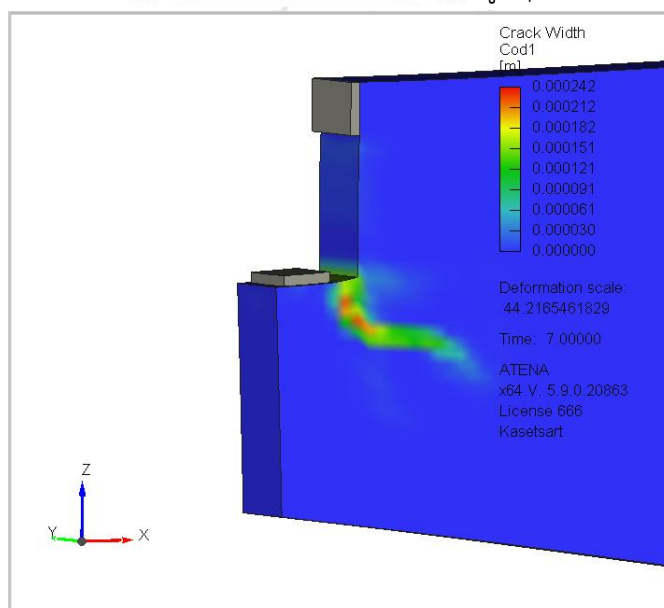 Crack Width
Cod1
[m]
0.000242
0.000212
0.000182
0.000151
0.000121
0.000091
0.000061
0.000030
0.000000
Deformation scale:
44.2165461829
Time: 7.00000
ATENA
x64 V. 5.9.0.20863
License 666
Kasetsart
Z
Y
X